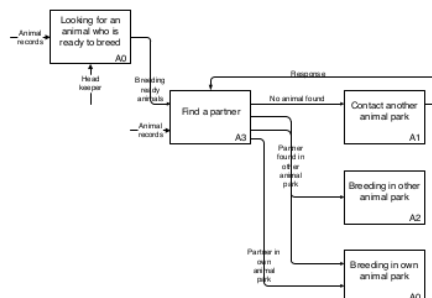 Looking for an
animal who is
ready to breed
A0
Animal
records
Head
keeper
Breeding
ready
animals
Response
Find a partner
A3
Animal
records
No animal found
Contact another
animal park
A1
Partner
found in
other
animal
park
Breeding in other
animal park
A2
Partner in
own
animal
park
Breeding in own
animal park
A0